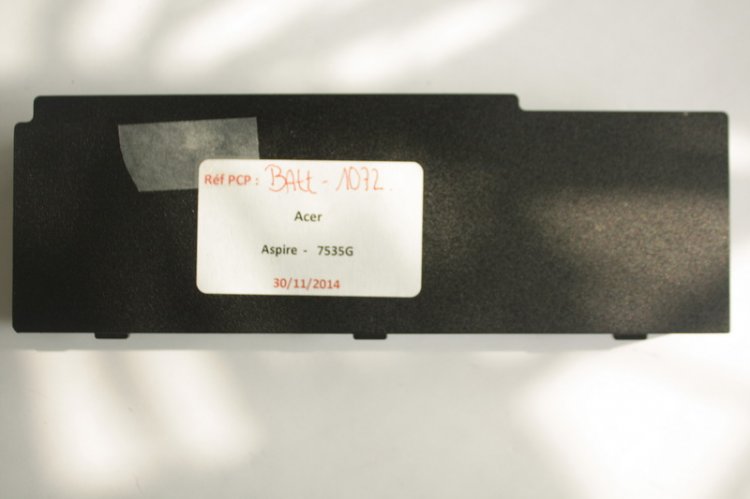 Réf PCP : BAtt - 1072.
Acer
Aspire - 7535G
30/11/2014